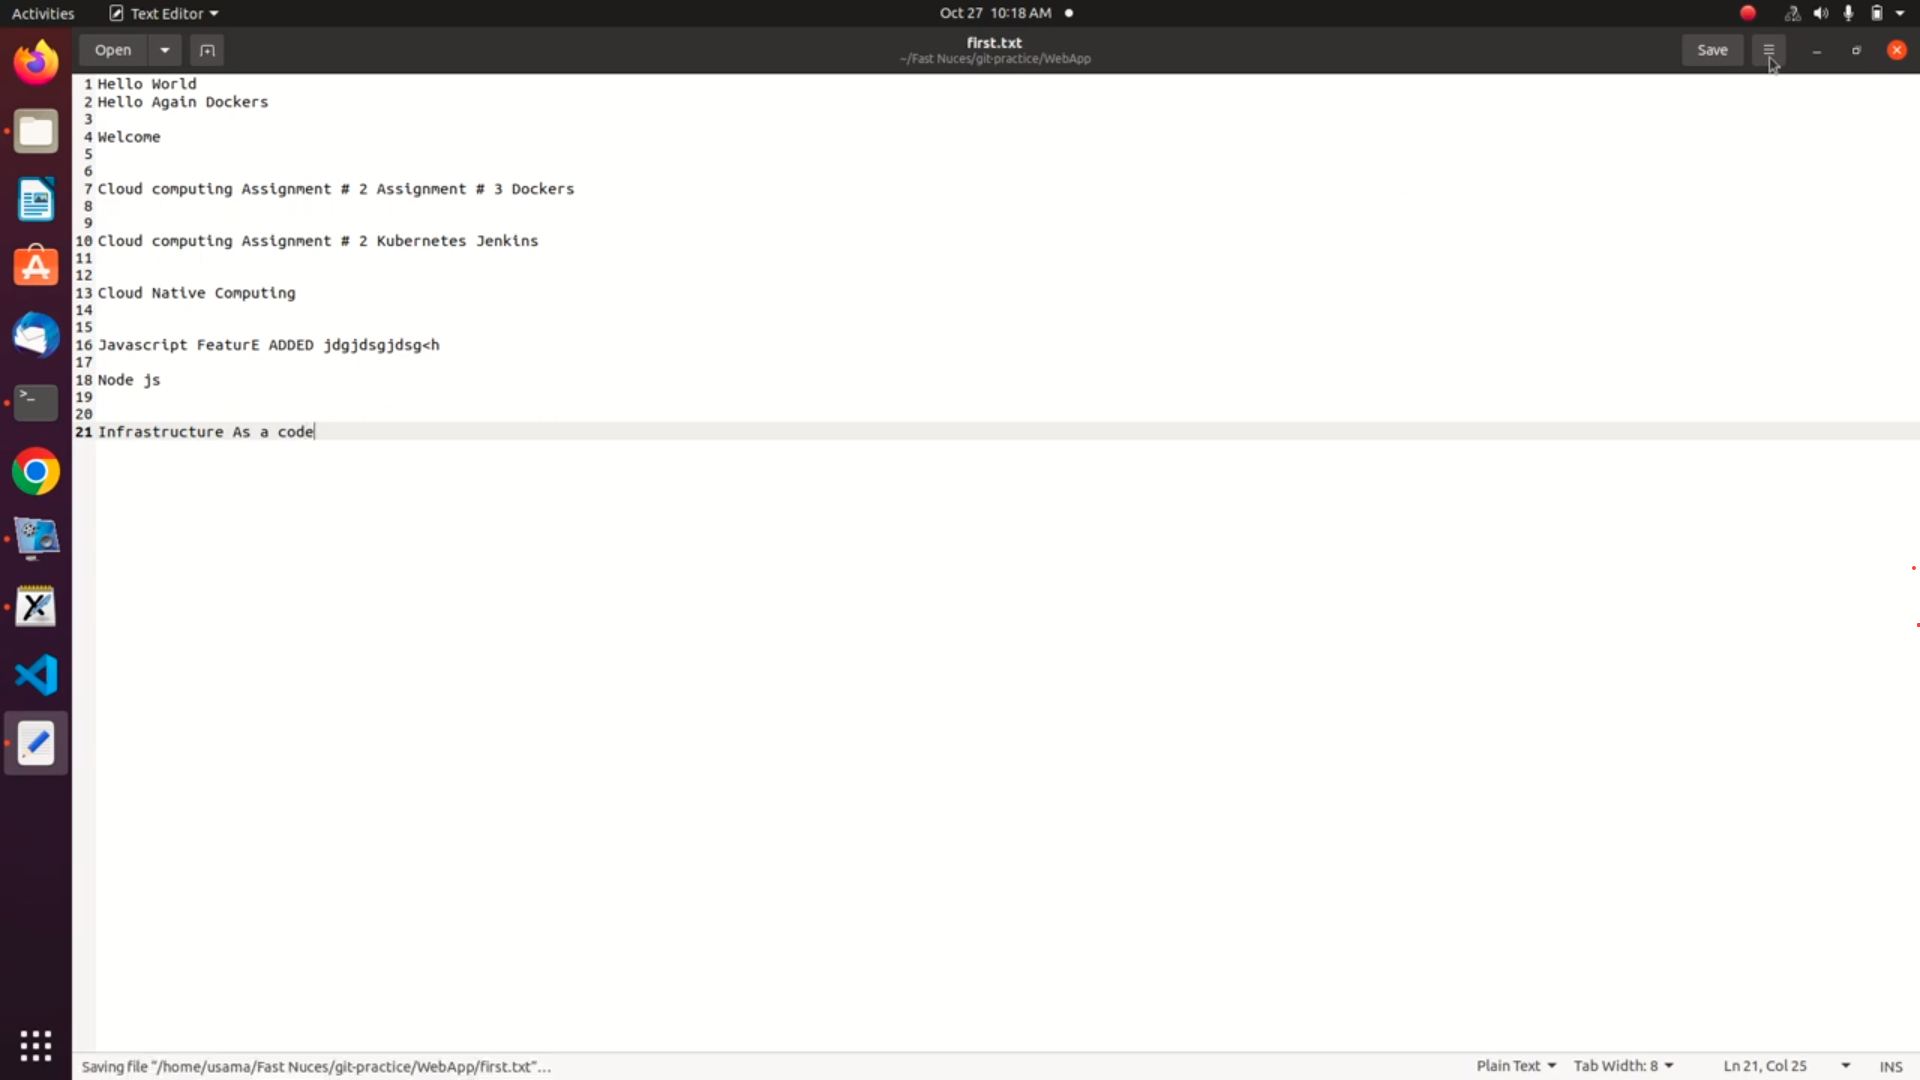 Activities
Text Editor
Oct 27 10:18 AM
Open
first.txt
~/Fast Nuces/git-practice/WebApp
Save
1 Hello World
2 Hello Again Dockers
3
4 Welcome
5
6
7 Cloud computing Assignment # 2 Assignment # 3 Dockers
8
9
10 Cloud computing Assignment # 2 Kubernetes Jenkins
11
12
13 Cloud Native Computing
14
15
16 Javascript FeaturE ADDED jdgjdsgjdsg<h
17
18 Node js
19
20
21 Infrastructure As a code
Saving file "/home/usama/Fast Nuces/git-practice/WebApp/first.txt"...
Plain Text
Tab Width: 8
Ln 21, Col 25
INS